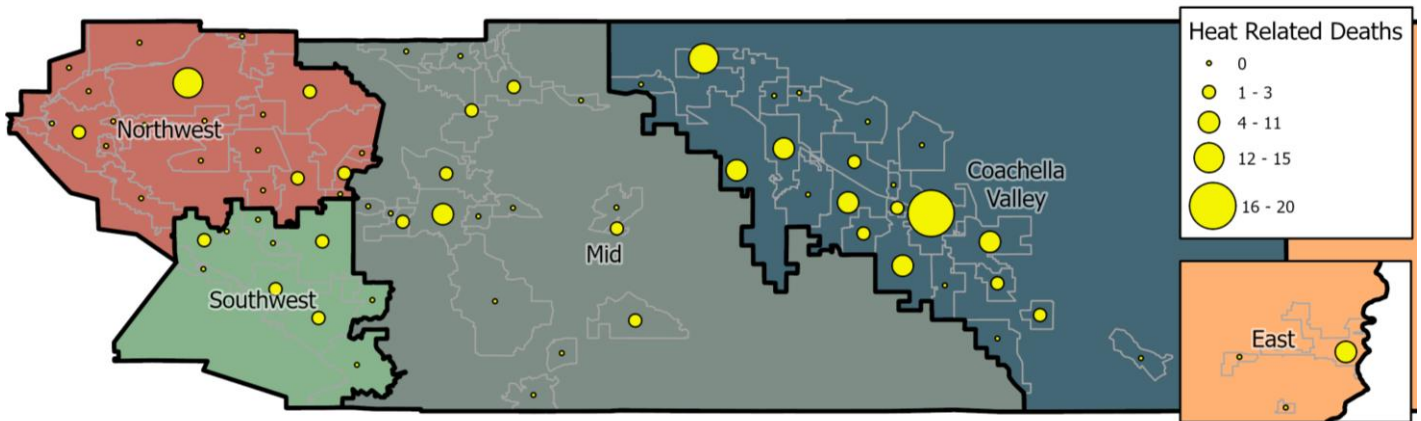 Heat Related Deaths
0
1 - 3
4 - 11
12 - 15
16 - 20
Northwest
Southwest
Mid
Coachella
Valley
East